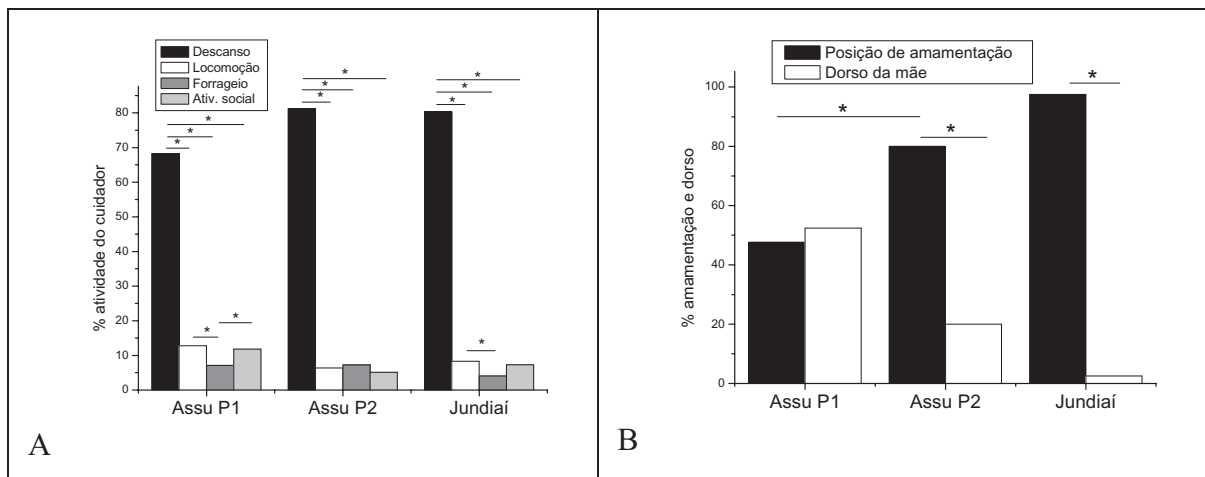 Descanso
Locomoção
Forrageio
Ativ. social
*
*
*
*
*
*
*
*
*
*
*
*
% atividade do cuidador
80
70
60
50
40
30
20
10
0
Assu P1
Assu P2
Jundiaí
A
Posição de amamentação
Dorso da mãe
*
*
*
% amamentação e dorso
100
80
60
40
20
0
Assu P1
Assu P2
Jundiaí
B